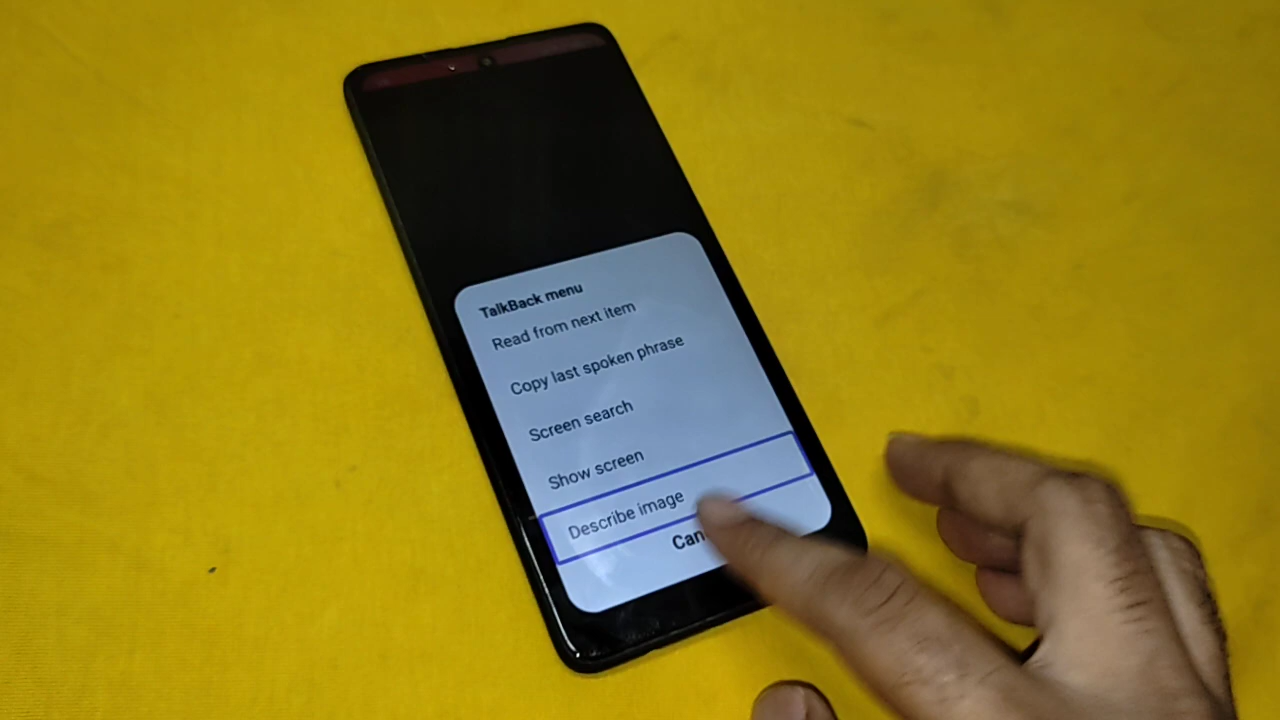 TalkBack menu
Read from next item
Copy last spoken phrase
Screen search
Show screen
Describe image